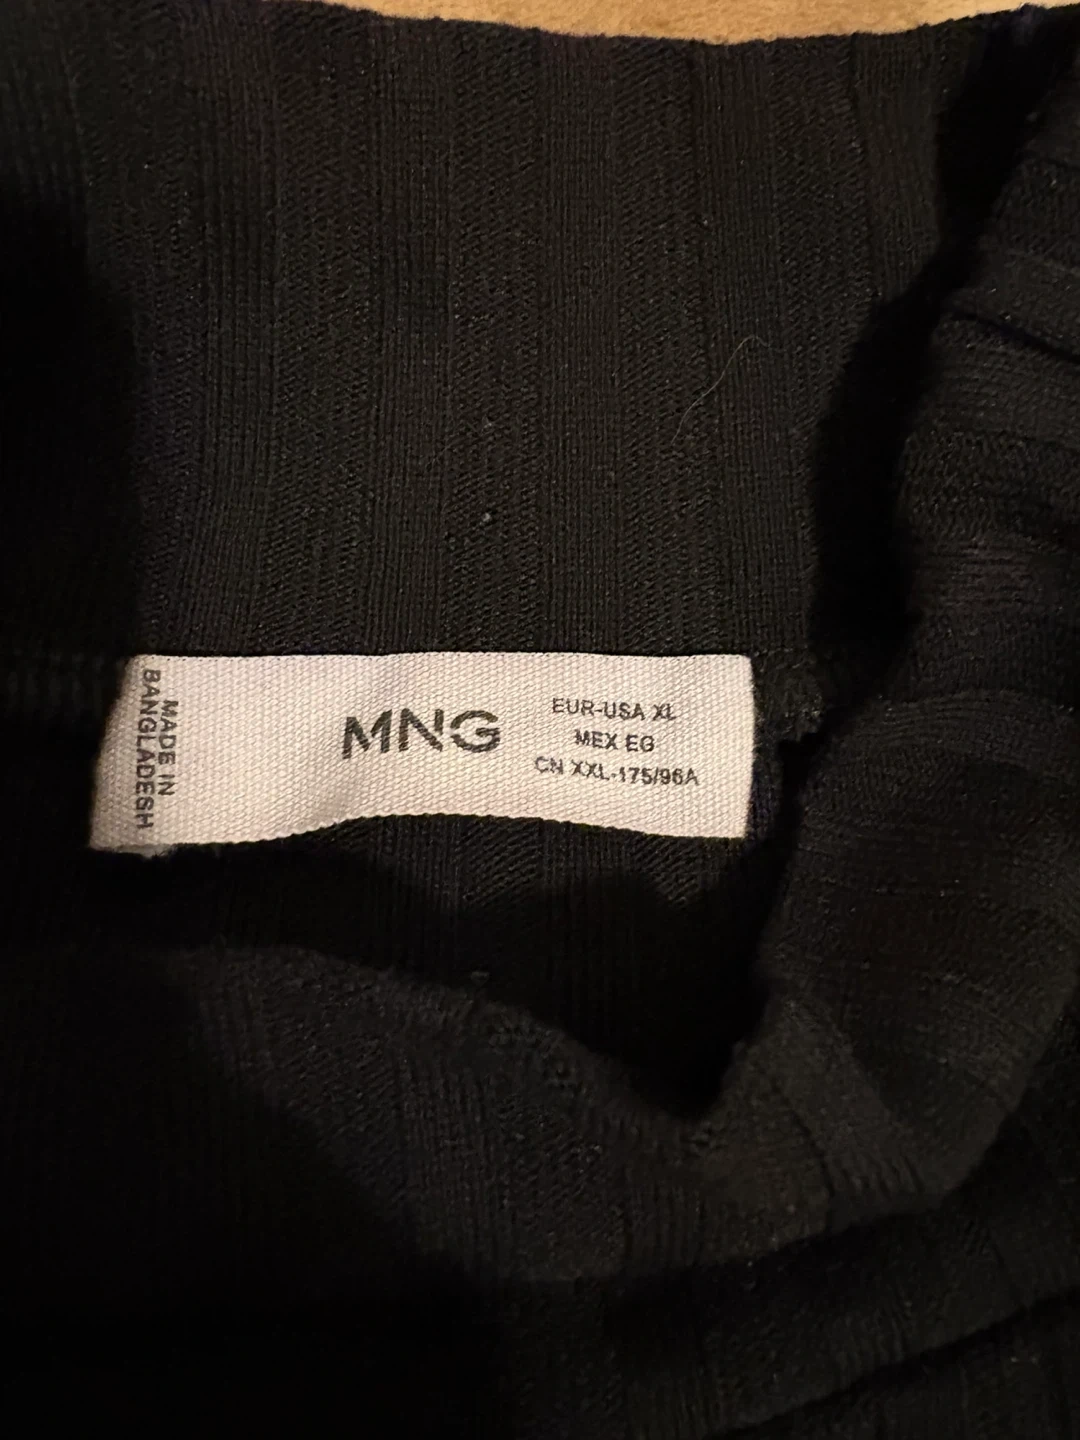 MADE IN
BANGLADESH
MNG
EUR-USA XL
MEX EG
CN XXL-175/96A